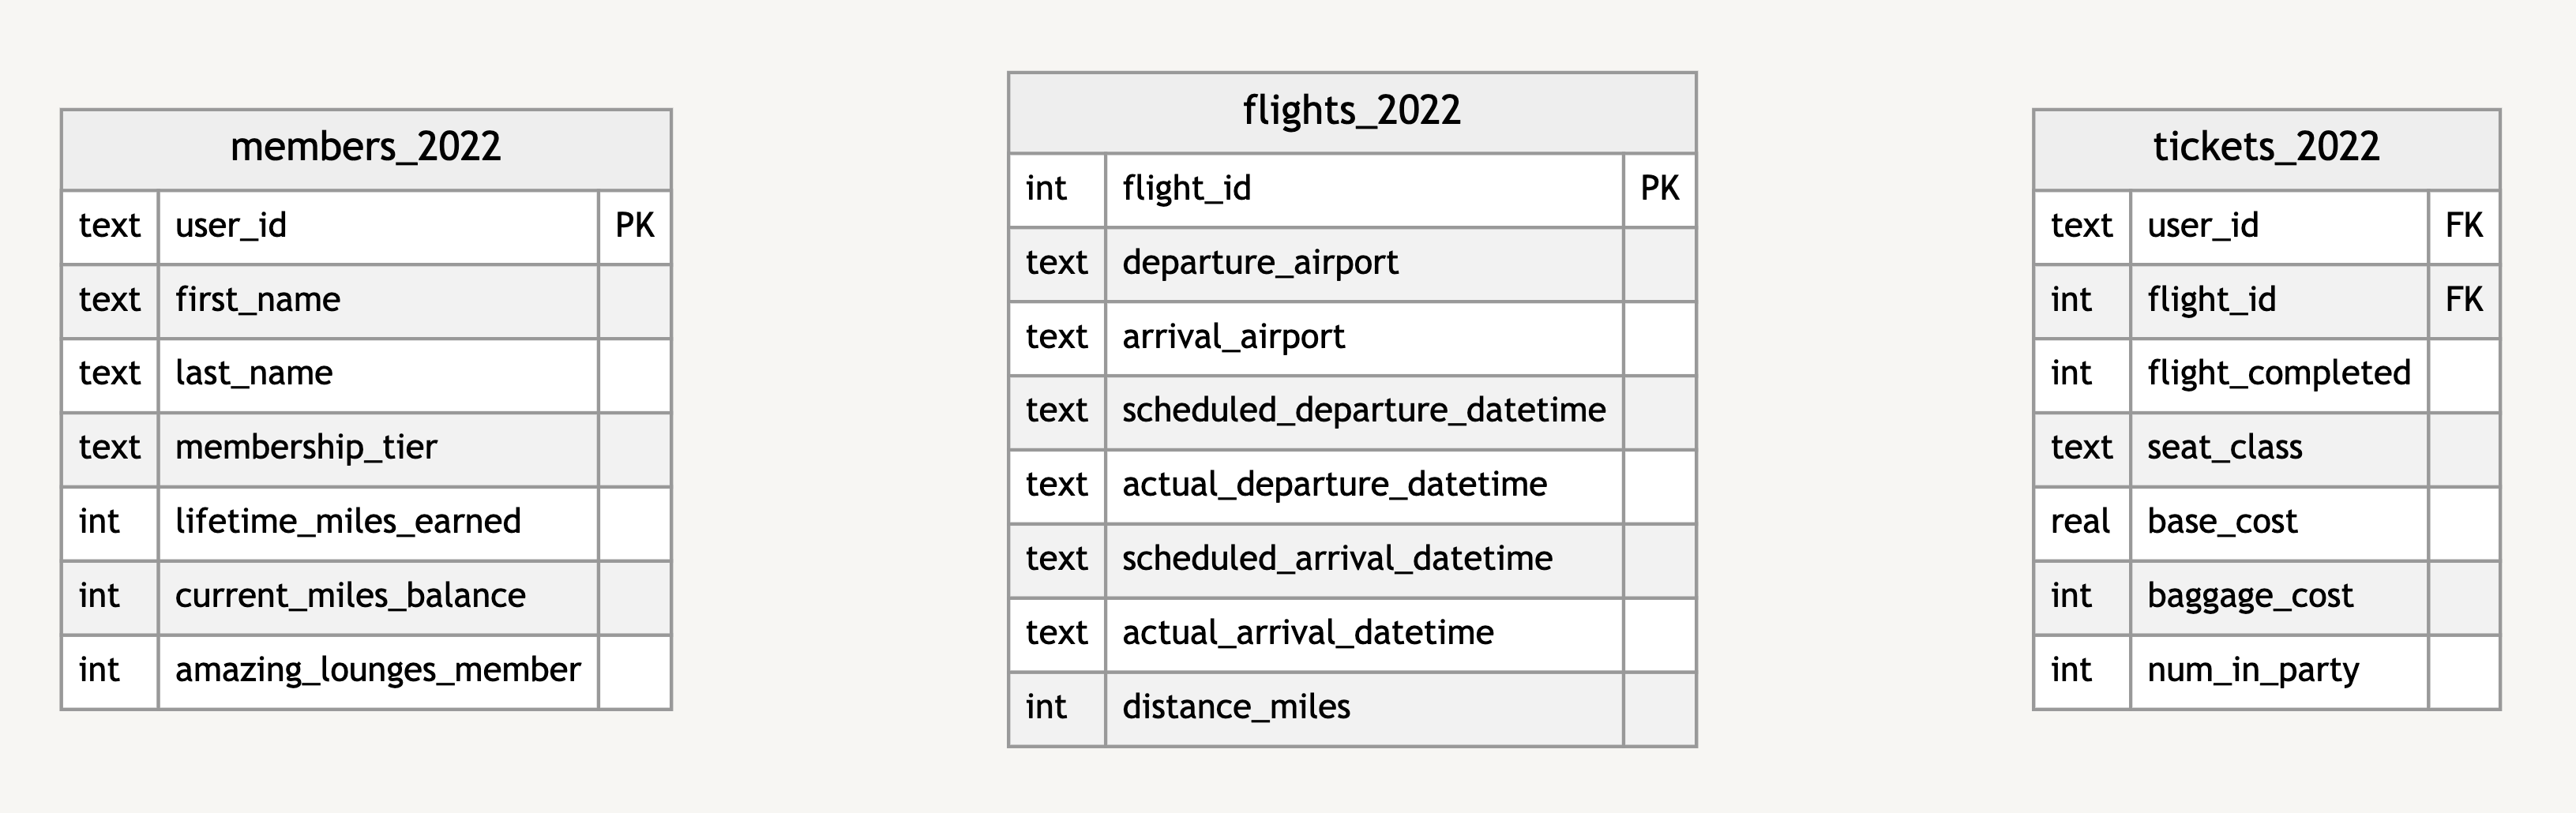 members_2022
text user_id PK
text first_name
text last_name
text membership_tier
int lifetime_miles_earned
int current_miles_balance
int amazing_lounges_member
flights_2022
int flight_id PK
text departure_airport
text arrival_airport
text scheduled_departure_datetime
text actual_departure_datetime
text scheduled_arrival_datetime
text actual_arrival_datetime
int distance_miles
tickets_2022
text user_id FK
int flight_id FK
int flight_completed
text seat_class
real base_cost
int baggage_cost
int num_in_party